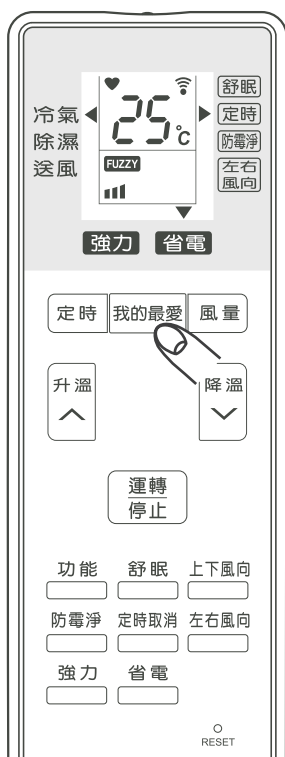 舒眠
冷氣 25℃ 定時
除濕 防霉淨
送風 FUZZY 左右
風向
強力 省電
定時 我的最愛 風量
升溫 降溫
運轉
停止
功能 舒眠 上下風向
防霉淨 定時取消 左右風向
強力 省電
RESET